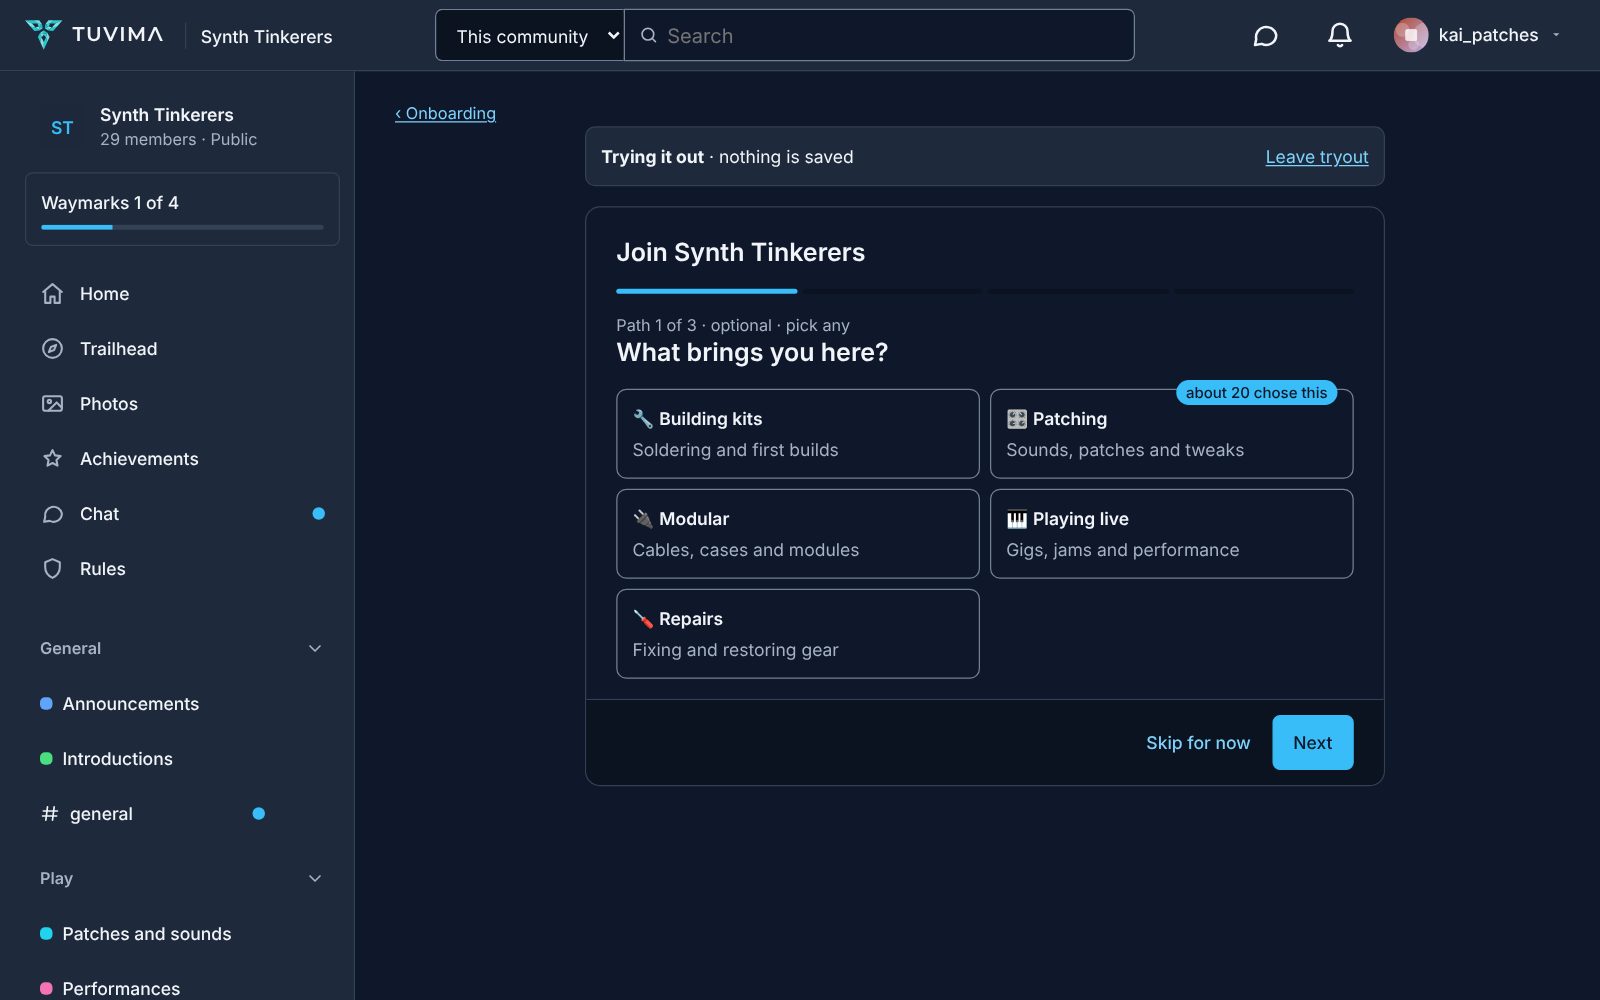 TUVIMA
Synth Tinkerers
This community
Search
kai_patches
ST
Synth Tinkerers
29 members · Public
Waymarks 1 of 4
Home
Trailhead
Photos
Achievements
Chat
Rules
General
Announcements
Introductions
# general
Play
Patches and sounds
Performances
‹ Onboarding
Trying it out · nothing is saved
Leave tryout
Join Synth Tinkerers
Path 1 of 3 · optional · pick any
What brings you here?
Building kits
Soldering and first builds
about 20 chose this
Patching
Sounds, patches and tweaks
Modular
Cables, cases and modules
Playing live
Gigs, jams and performance
Repairs
Fixing and restoring gear
Skip for now
Next